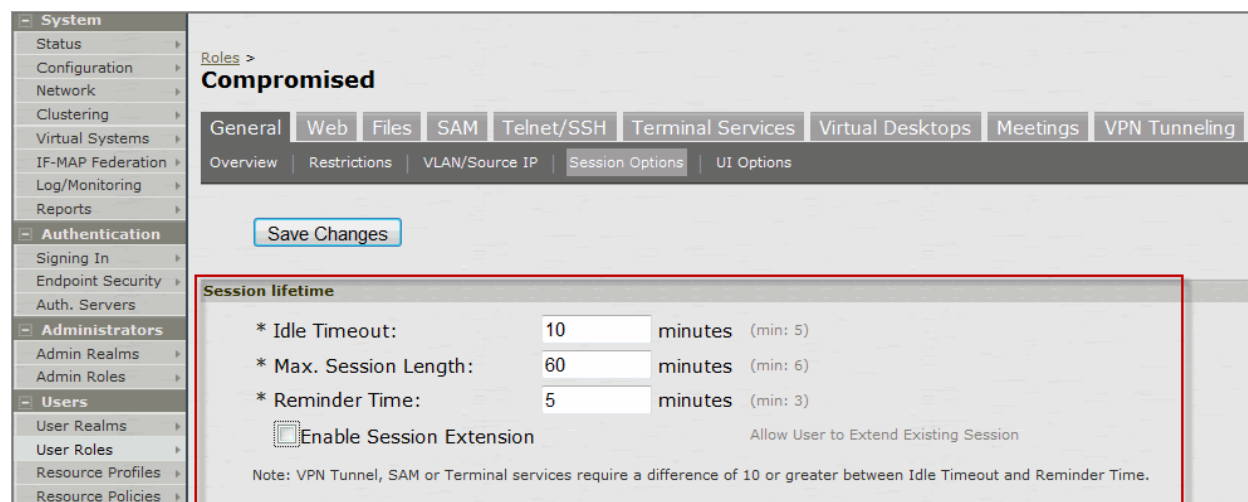 System
Status
Configuration
Network
Clustering
Virtual Systems
IF-MAP Federation
Log/Monitoring
Reports
Authentication
Signing In
Endpoint Security
Auth. Servers
Administrators
Admin Realms
Admin Roles
Users
User Realms
User Roles
Resource Profiles
Resource Policies
Roles >
Compromised
General Web Files SAM Telnet/SSH Terminal Services Virtual Desktops Meetings VPN Tunneling
Overview | Restrictions | VLAN/Source IP | Session Options | UI Options
Save Changes
Session lifetime
* Idle Timeout: 10 minutes (min: 5)
* Max. Session Length: 60 minutes (min: 6)
* Reminder Time: 5 minutes (min: 3)
Enable Session Extension Allow User to Extend Existing Session
Note: VPN Tunnel, SAM or Terminal services require a difference of 10 or greater between Idle Timeout and Reminder Time.